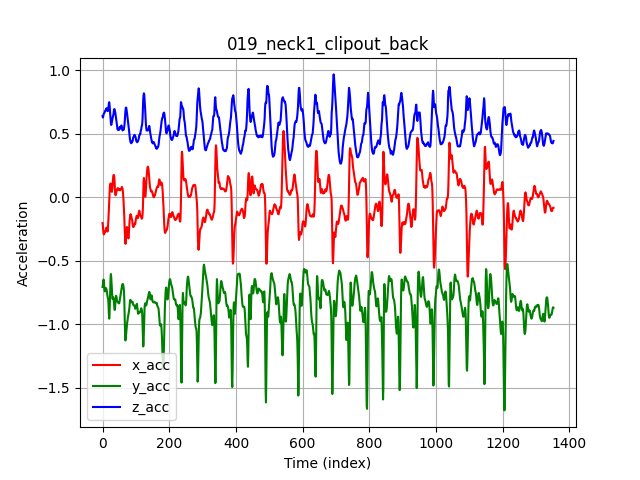 019_neck1_clipout_back
1.0
0.5
0.0
−0.5
−1.0
−1.5
Acceleration
x_acc
y_acc
z_acc
0 200 400 600 800 1000 1200 1400
Time (index)